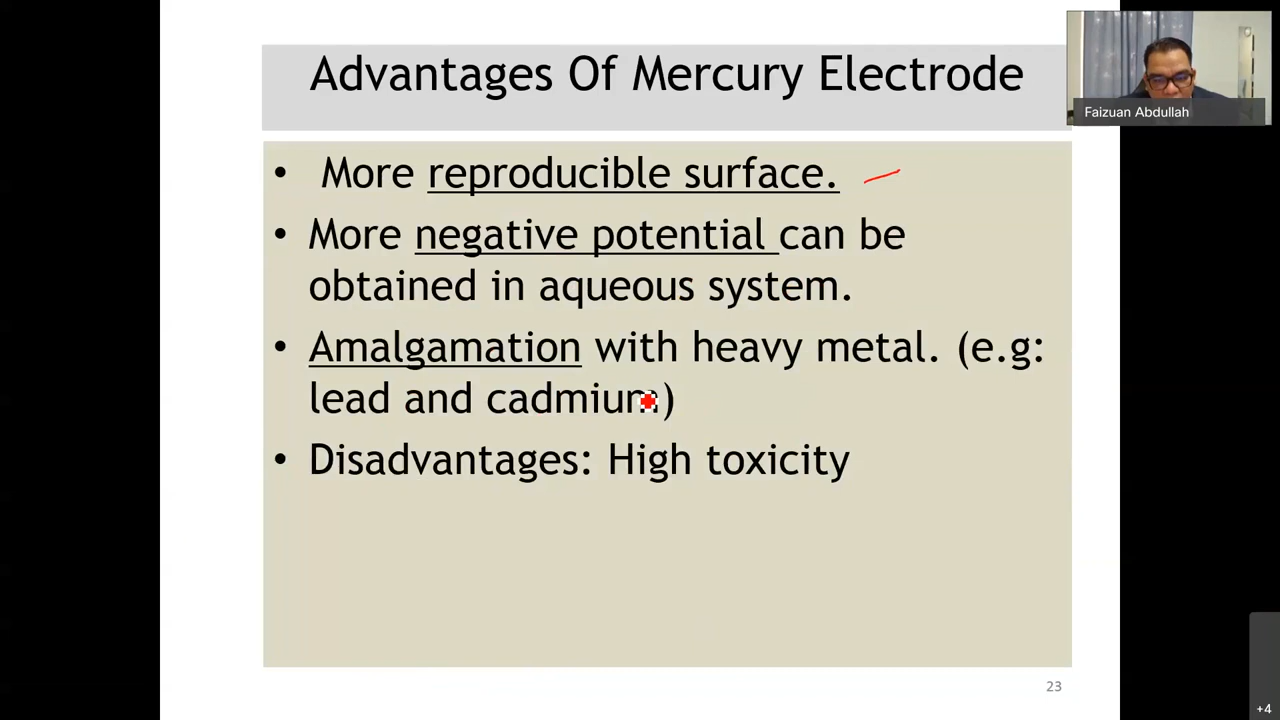 Advantages Of Mercury Electrode
Faizuan Abdullah
• More reproducible surface.
• More negative potential can be
obtained in aqueous system.
• Amalgamation with heavy metal. (e.g:
lead and cadmium)
• Disadvantages: High toxicity
23
+4